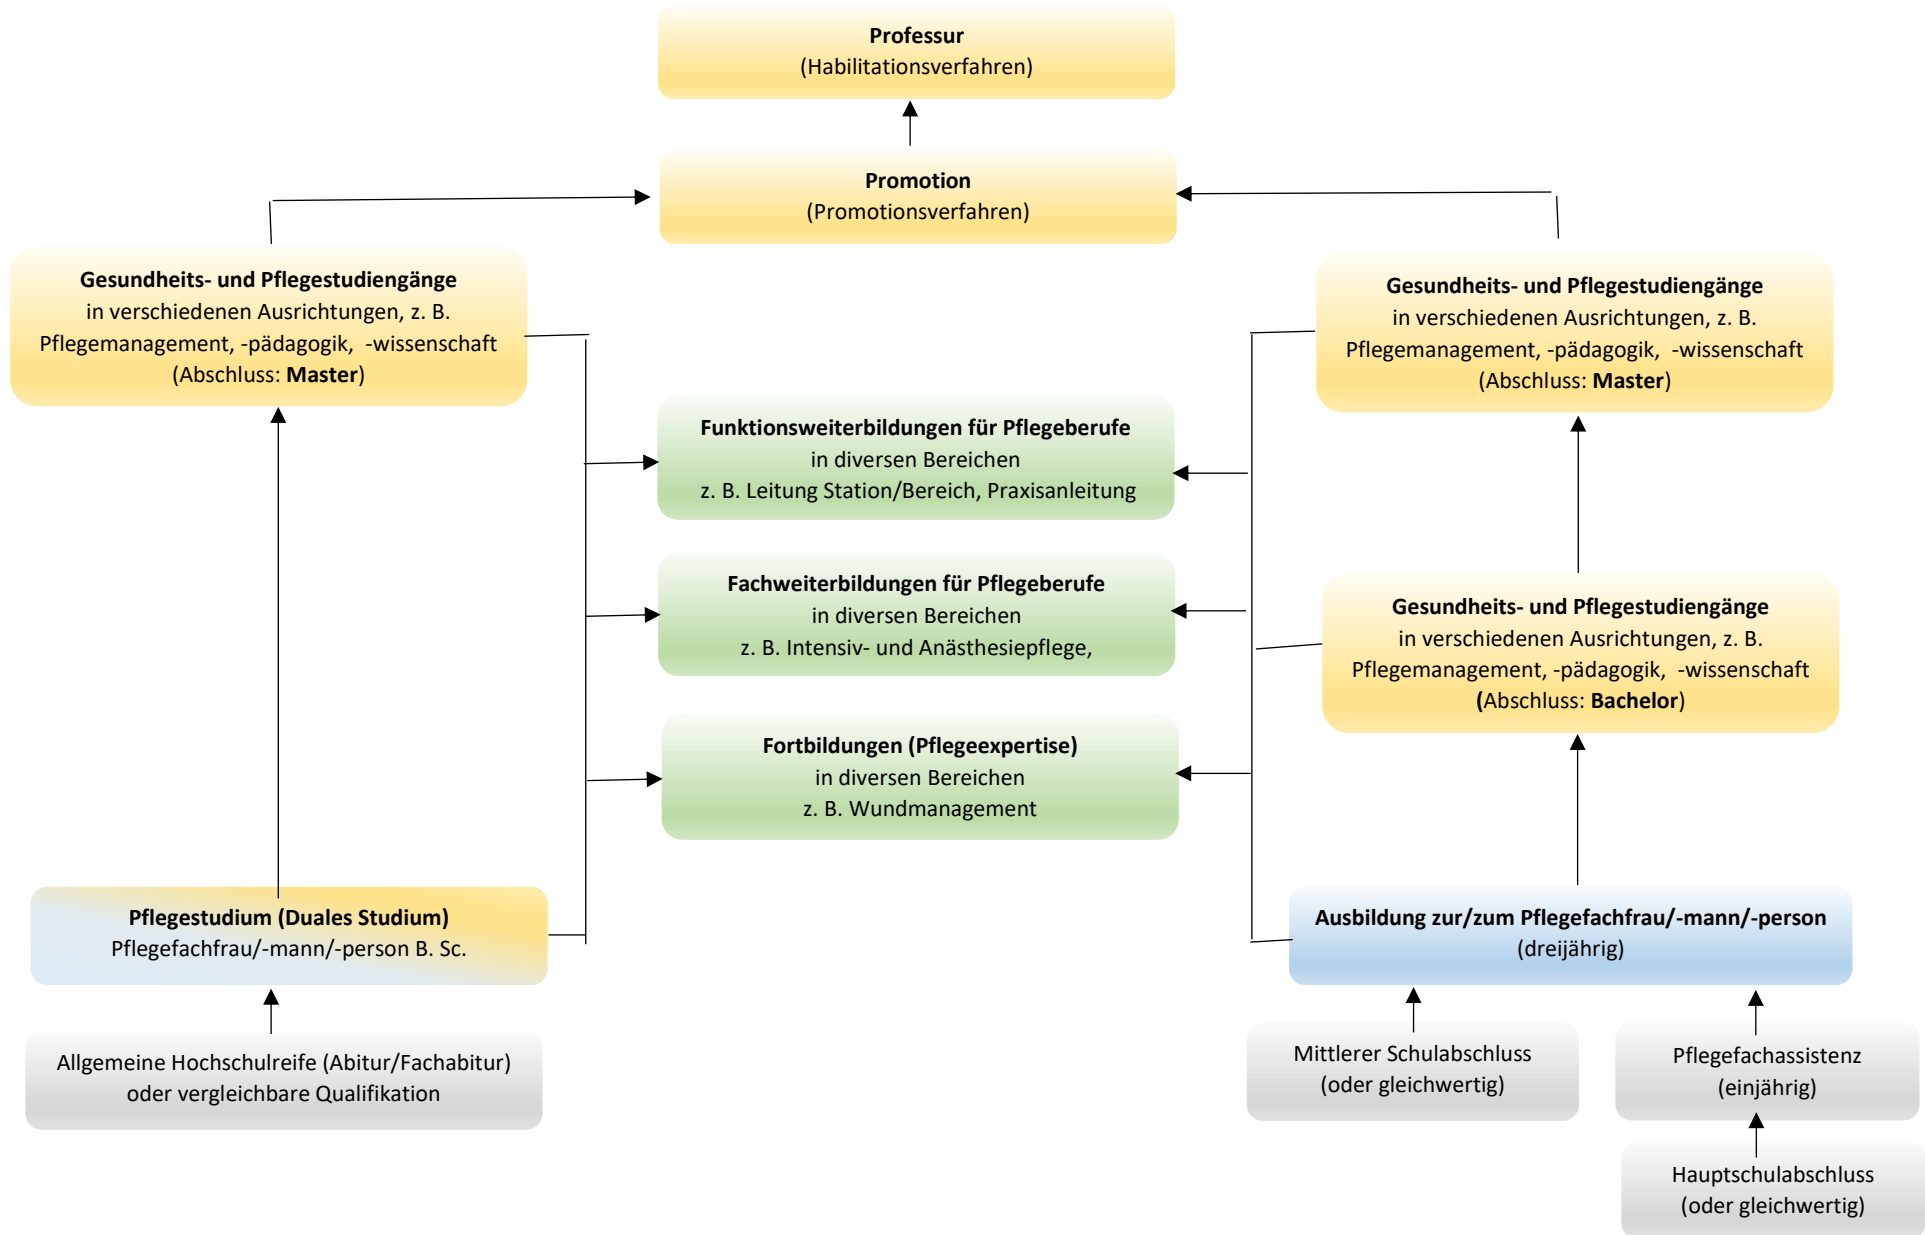 Professur
(Habilitationsverfahren)
Promotion
(Promotionsverfahren)
Gesundheits- und Pflegestudiengänge
in verschiedenen Ausrichtungen, z. B.
Pflegemanagement, -pädagogik, -wissenschaft
(Abschluss: Master)
Gesundheits- und Pflegestudiengänge
in verschiedenen Ausrichtungen, z. B.
Pflegemanagement, -pädagogik, -wissenschaft
(Abschluss: Master)
Funktionsweiterbildungen für Pflegeberufe
in diversen Bereichen
z. B. Leitung Station/Bereich, Praxisanleitung
Fachweiterbildungen für Pflegeberufe
in diversen Bereichen
z. B. Intensiv- und Anästhesiepflege,
Gesundheits- und Pflegestudiengänge
in verschiedenen Ausrichtungen, z. B.
Pflegemanagement, -pädagogik, -wissenschaft
(Abschluss: Bachelor)
Fortbildungen (Pflegeexpertise)
in diversen Bereichen
z. B. Wundmanagement
Pflegestudium (Duales Studium)
Pflegefachfrau/-mann/-person B. Sc.
Ausbildung zur/zum Pflegefachfrau/-mann/-person
(dreijährig)
Allgemeine Hochschulreife (Abitur/Fachabitur)
oder vergleichbare Qualifikation
Mittlerer Schulabschluss
(oder gleichwertig)
Pflegefachassistenz
(einjährig)
Hauptschulabschluss
(oder gleichwertig)